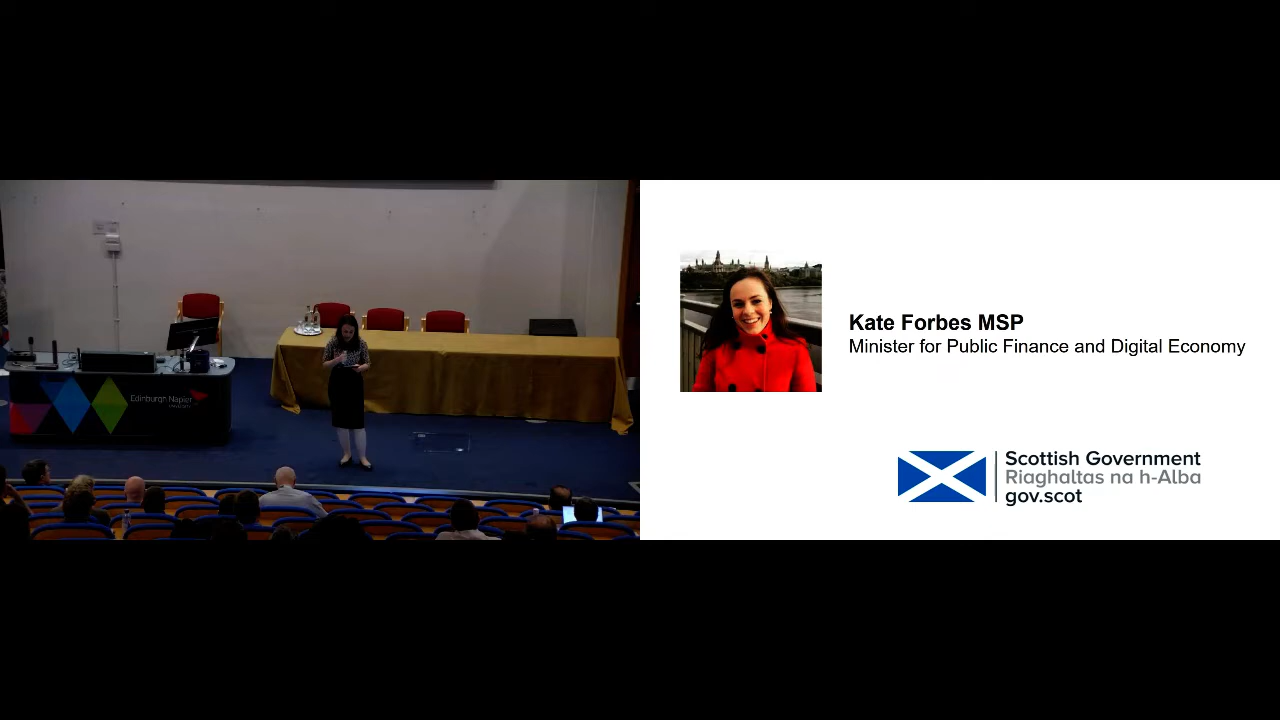 Edinburgh Napier
UNIVERSITY
Kate Forbes MSP
Minister for Public Finance and Digital Economy
Scottish Government
Riaghaltas na h-Alba
gov.scot